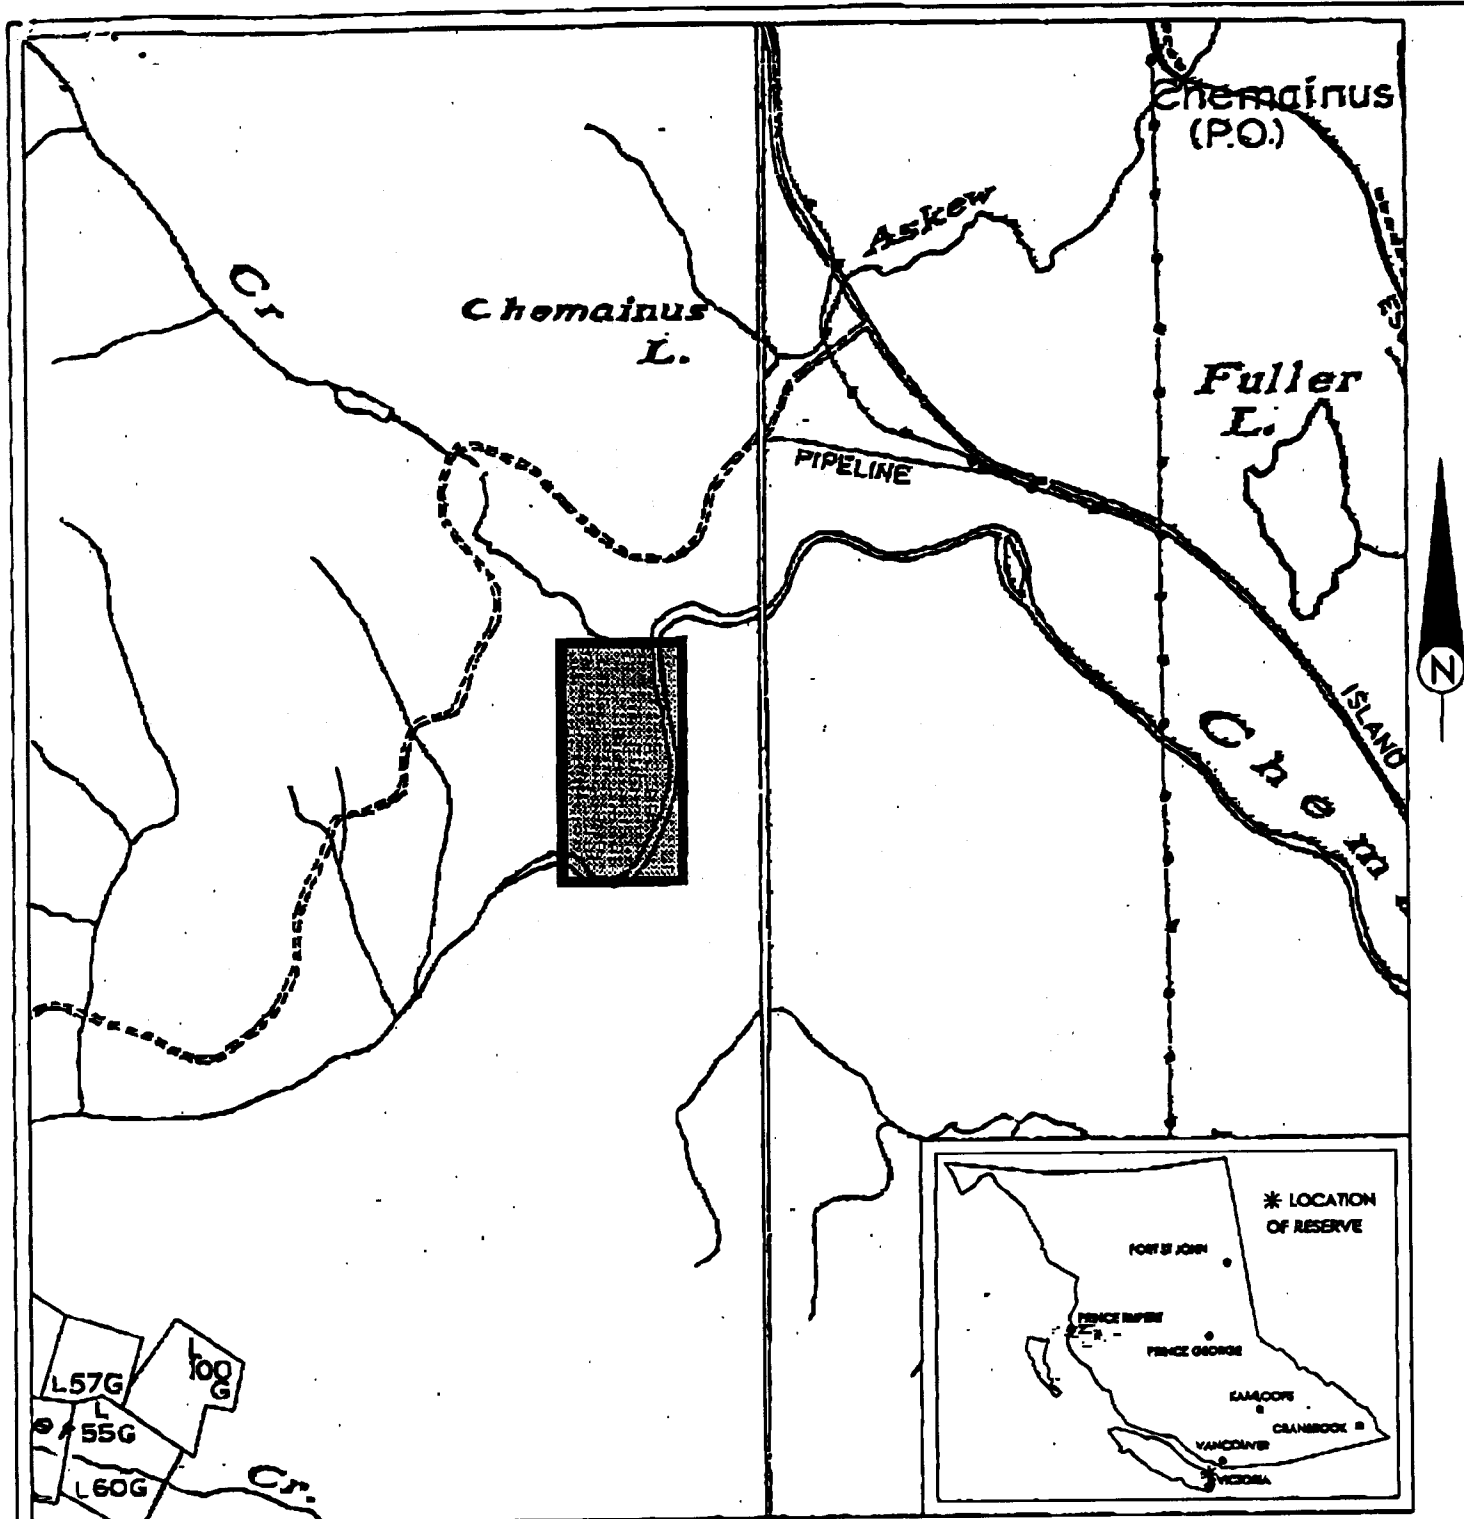 Chemainus
(P.O.)
Askew
Cr
Chemainus
L.
Fuller
L.
PIPELINE
N
ISLAND
Chem
L57G
L
100
G
L
55G
L60G
Cr.
✳ LOCATION
OF RESERVE
FORT ST JOHN
PRINCE RUPERT
PRINCE GEORGE
KAMLOOPS
CRANBROOK
VANCOUVER
VICTORIA